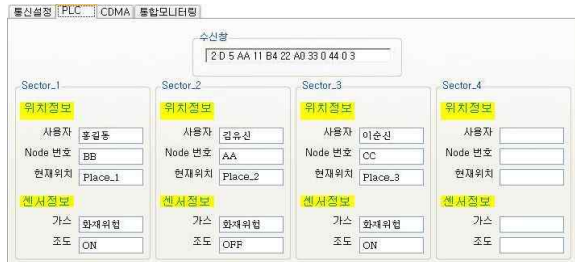 통신설정 PLC CDMA 통합모니터링
수신창
2 D 5 AA 11 B4 22 A0 33 0 44 0 3
Sector_1 Sector_2 Sector_3 Sector_4
위치정보 위치정보 위치정보 위치정보
사용자 홍길동 사용자 김유신 사용자 이순신 사용자
Node 번호 BB Node 번호 AA Node 번호 CC Node 번호
현재위치 Place_1 현재위치 Place_2 현재위치 Place_3 현재위치
센서정보 센서정보 센서정보 센서정보
가스 화재위험 가스 화재위험 가스 화재위험 가스
조도 ON 조도 OFF 조도 ON 조도